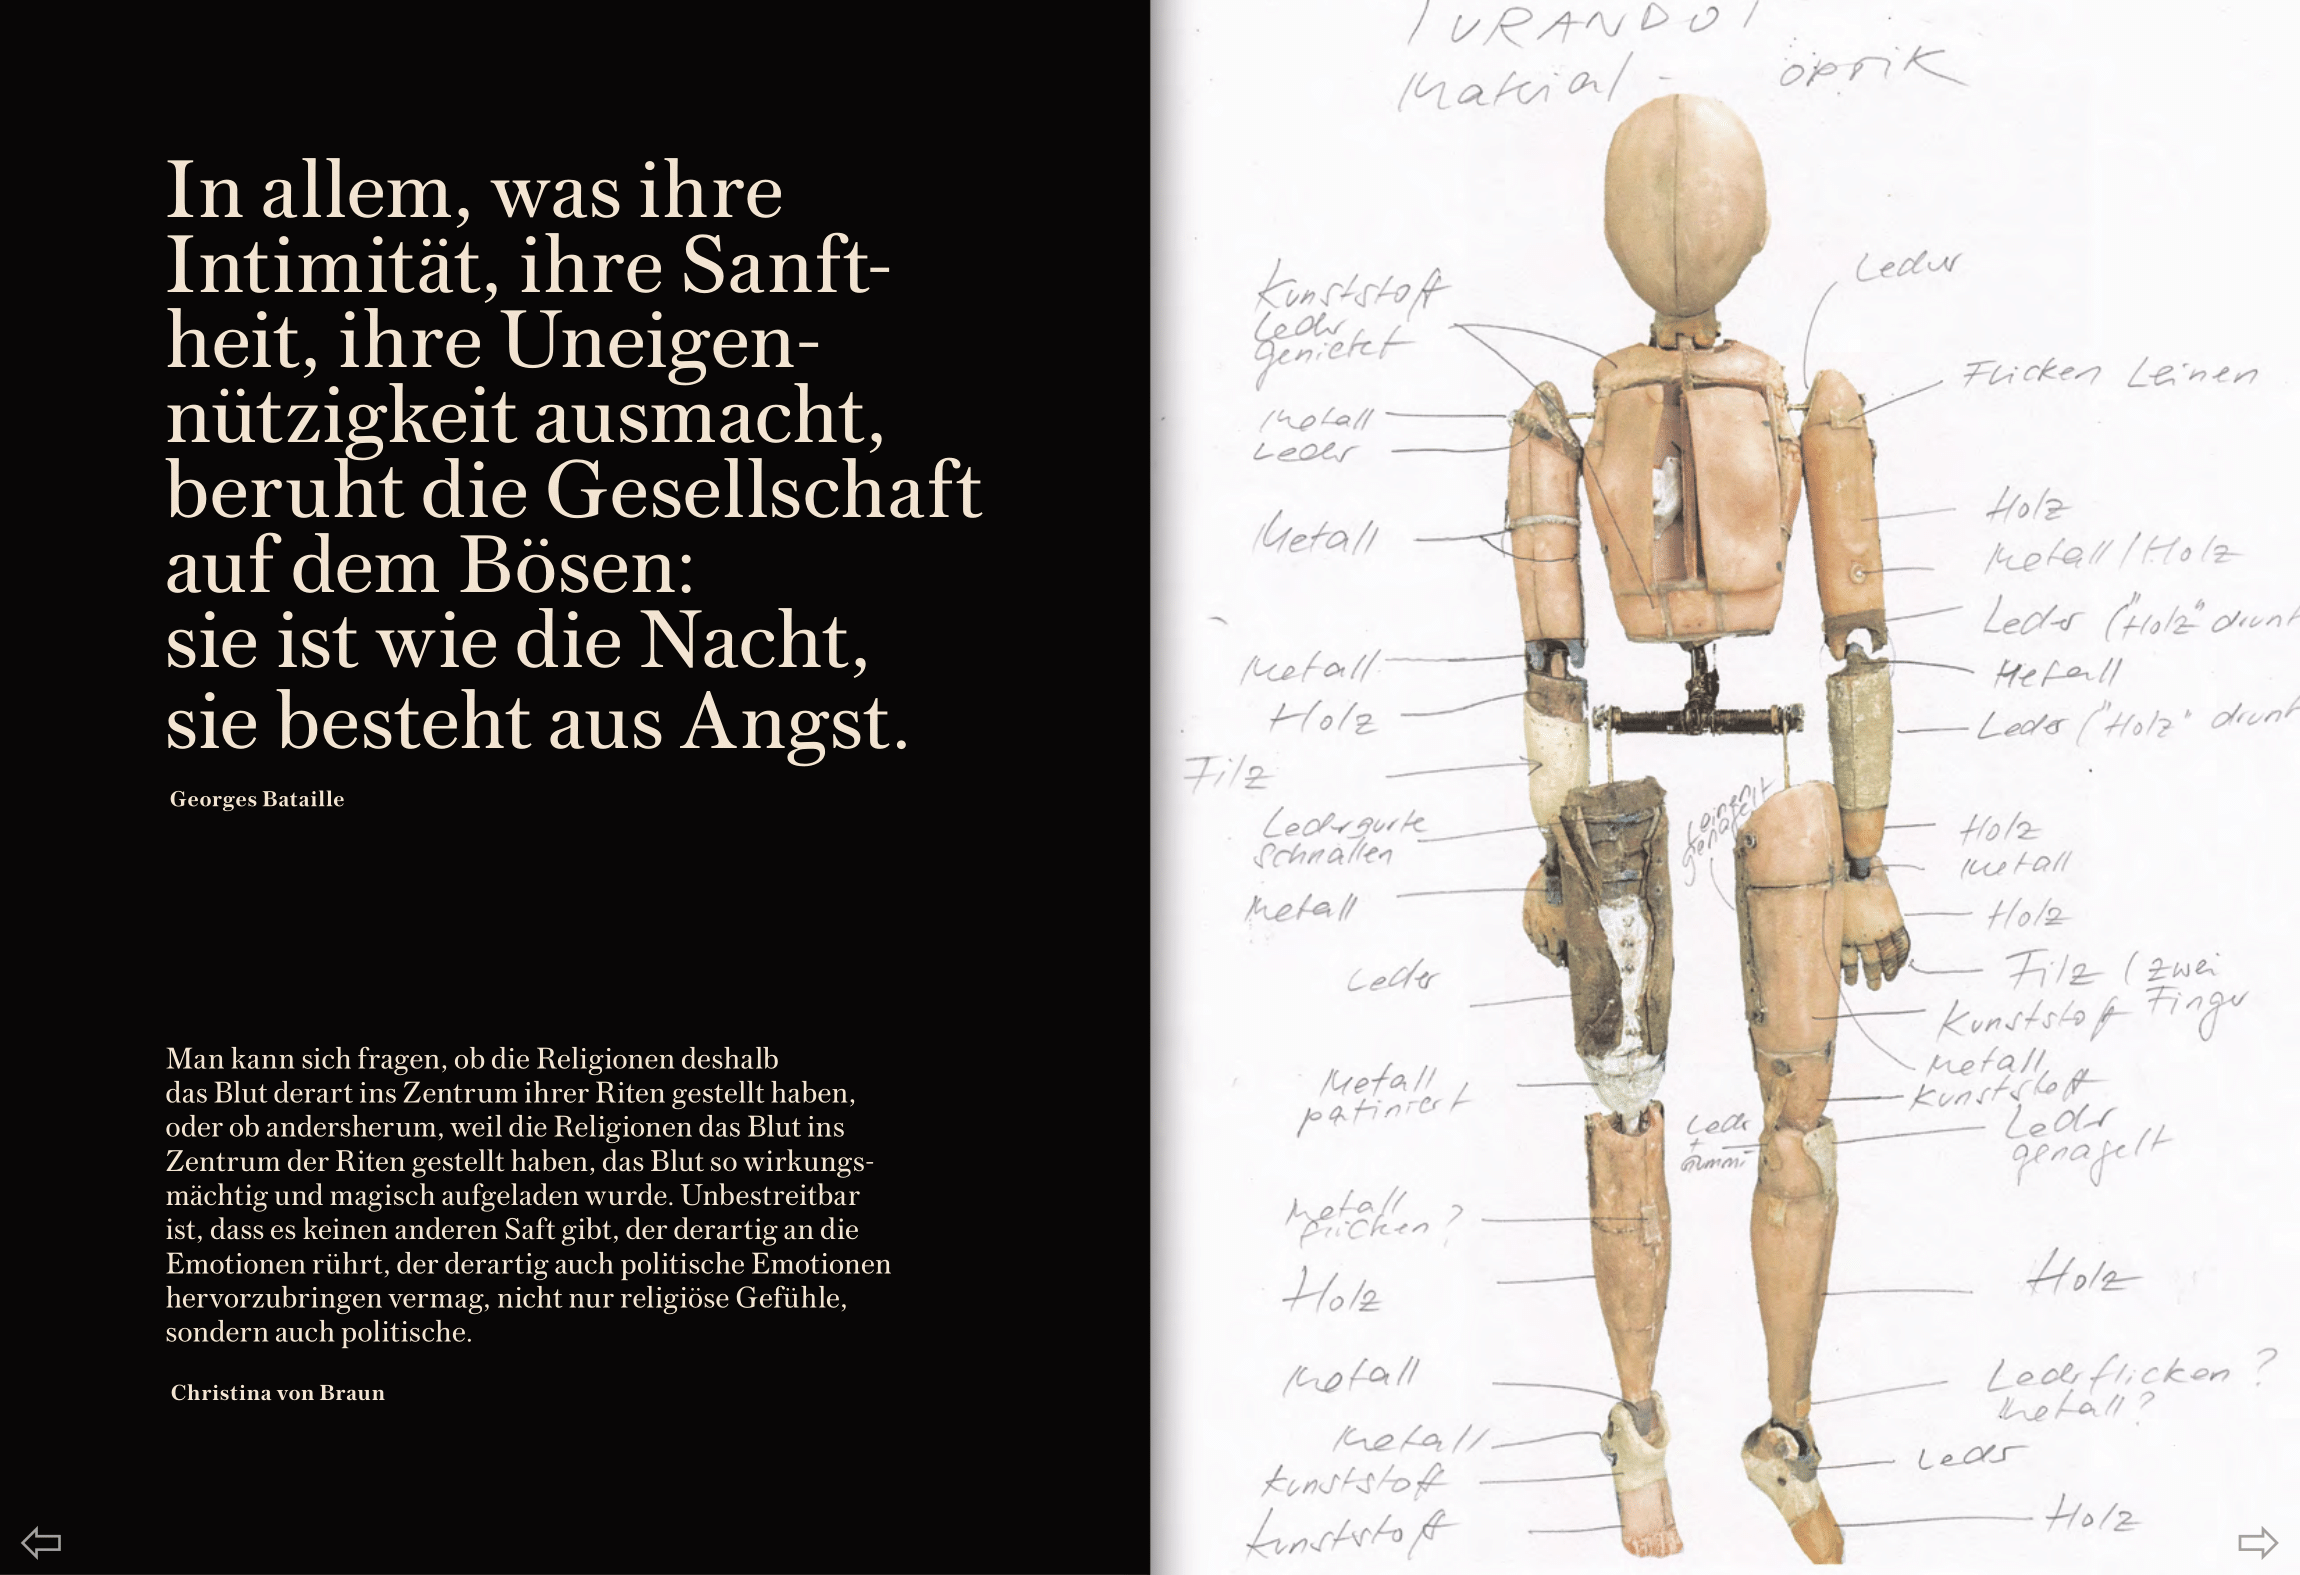 In allem, was ihre
Intimität, ihre Sanft-
heit, ihre Uneigen-
nützigkeit ausmacht,
beruht die Gesellschaft
auf dem Bösen:
sie ist wie die Nacht,
sie besteht aus Angst.
Georges Bataille
Man kann sich fragen, ob die Religionen deshalb
das Blut derart ins Zentrum ihrer Riten gestellt haben,
oder ob andersherum, weil die Religionen das Blut ins
Zentrum der Riten gestellt haben, das Blut so wirkungs-
mächtig und magisch aufgeladen wurde. Unbestreitbar
ist, dass es keinen anderen Saft gibt, der derartig an die
Emotionen rührt, der derartig auch politische Emotionen
hervorzubringen vermag, nicht nur religiöse Gefühle,
sondern auch politische.
Christina von Braun
TURANDOT
Material - optik
Kunststoff
Leder
genietet
Metall
Leder
Metall
Metall
Holz
Filz
Ledergurte
Schnallen
Metall
Leder
Metall
patiniert
Metall
flicken?
Holz
Metall
Metall
Kunststoff
Kunststoff
genagelt
Leder
+
Gummi
Leder
Flicken Leinen
Holz
Metall/Holz
Leder ("Holz" drunt
Metall
Leder ("Holz" drunt
Holz
Metall
Holz
Filz (zwei
Finger
Kunststoff
Metall
Kunststoff
Leder
genagelt
Holz
Lederflicken?
Metall?
Leder
Holz